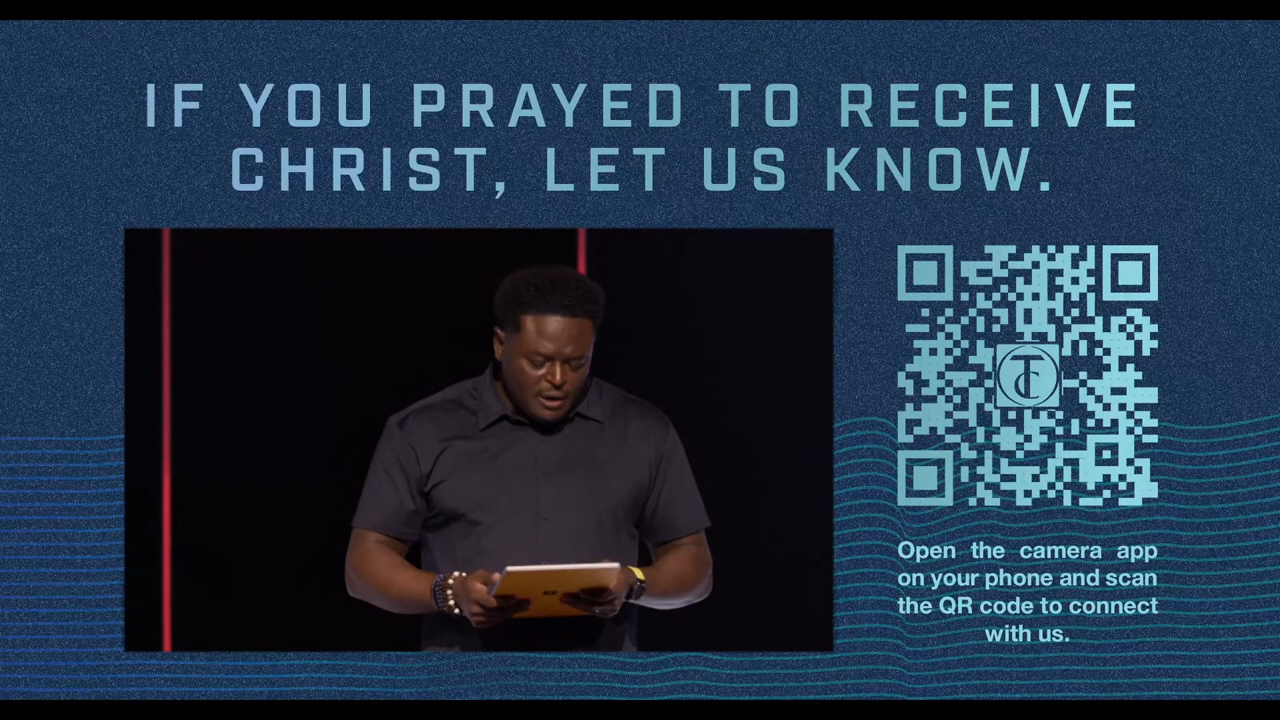 IF YOU PRAYED TO RECEIVE
CHRIST, LET US KNOW.
TC
Open the camera app
on your phone and scan
the QR code to connect
with us.